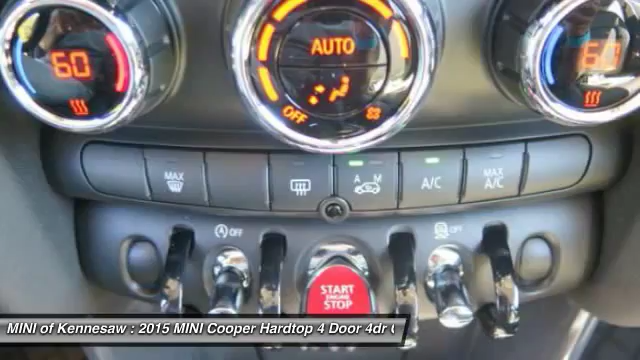 60
AUTO
60
OFF
MAX
A M
A/C
MAX
A/C
OFF
OFF
START
ENGINE
STOP
MINI of Kennesaw : 2015 MINI Cooper Hardtop 4 Door 4dr